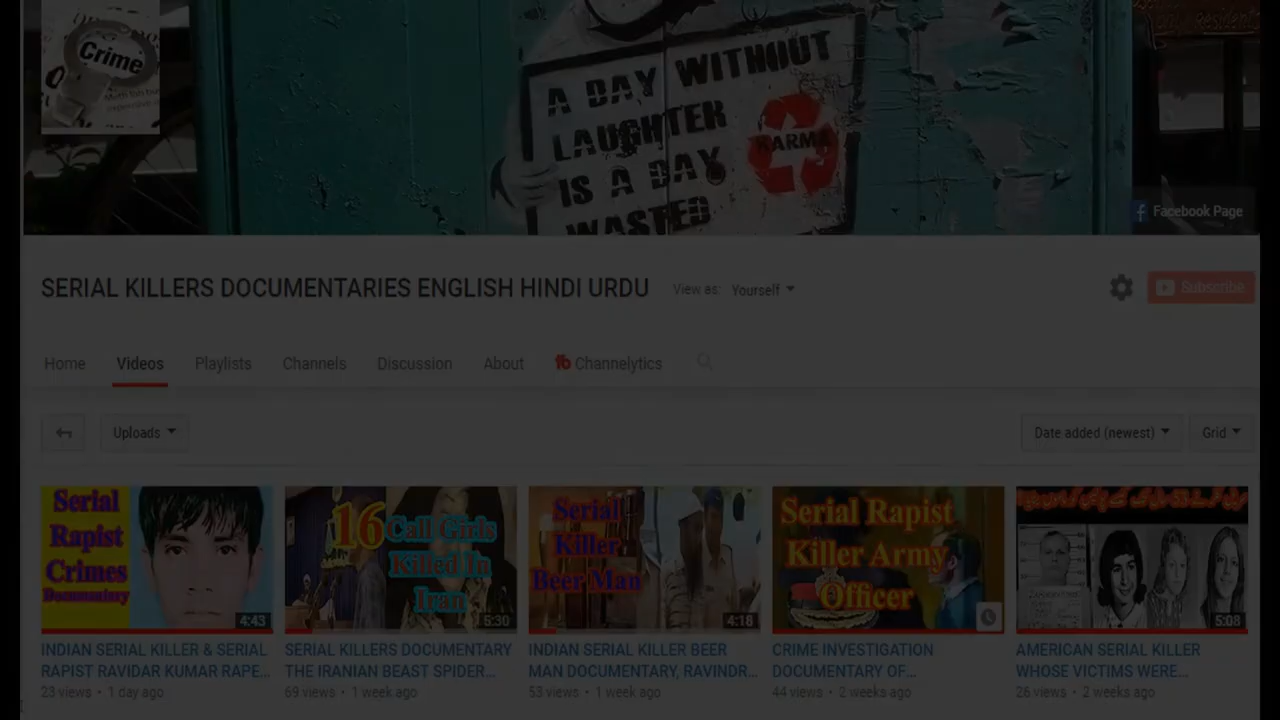 Crime
A DAY WITHOUT
LAUGHTER
IS A DAY
WASTED
KARMA
Facebook Page
SERIAL KILLERS DOCUMENTARIES ENGLISH HINDI URDU
View as: Yourself
Subscribe
Home Videos Playlists Channels Discussion About Channelytics
Uploads
Date added (newest) Grid
Serial
Rapist
Crimes
Documentary
4:43
16 Call Girls
Killed In
Iran
5:30
Serial
Killer
Beer Man
4:18
Serial Rapist
Killer Army
Officer
5:08
INDIAN SERIAL KILLER & SERIAL
RAPIST RAVIDAR KUMAR RAPE...
23 views • 1 day ago
SERIAL KILLERS DOCUMENTARY
THE IRANIAN BEAST SPIDER...
69 views • 1 week ago
INDIAN SERIAL KILLER BEER
MAN DOCUMENTARY, RAVINDR...
53 views • 1 week ago
CRIME INVESTIGATION
DOCUMENTARY OF...
44 views • 2 weeks ago
AMERICAN SERIAL KILLER
WHOSE VICTIMS WERE...
26 views • 2 weeks ago